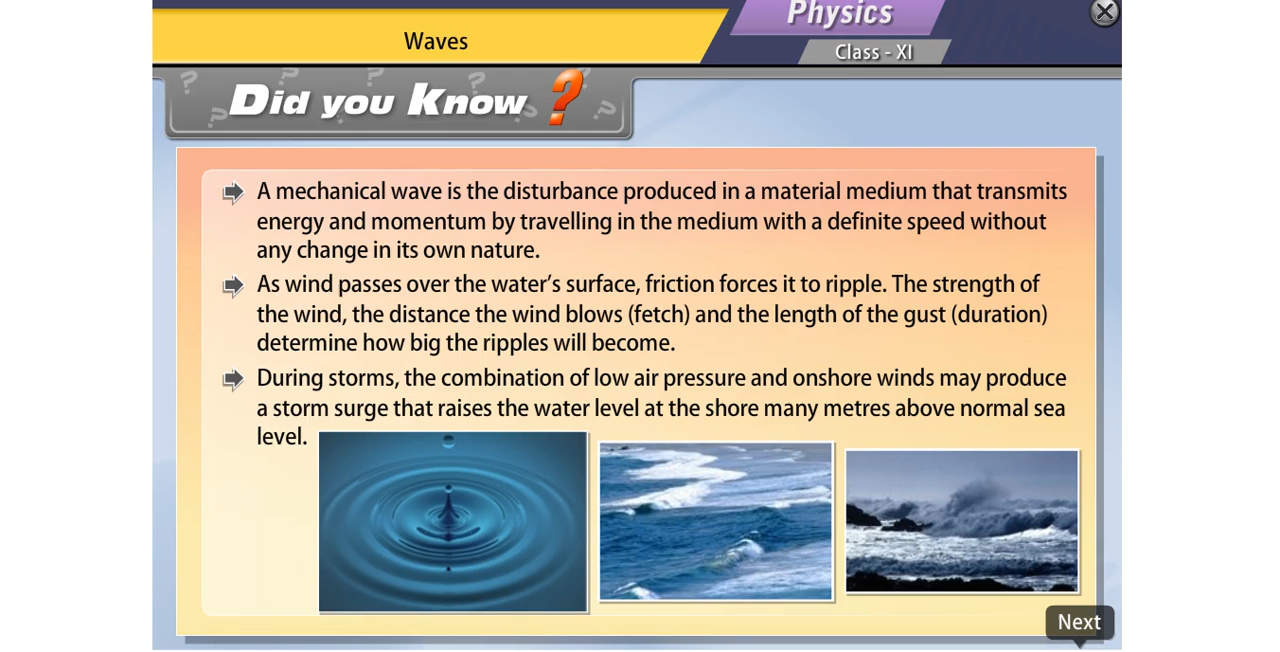 Physics
Waves
Class - XI
Did you Know ?
A mechanical wave is the disturbance produced in a material medium that transmits
energy and momentum by travelling in the medium with a definite speed without
any change in its own nature.
As wind passes over the water's surface, friction forces it to ripple. The strength of
the wind, the distance the wind blows (fetch) and the length of the gust (duration)
determine how big the ripples will become.
During storms, the combination of low air pressure and onshore winds may produce
a storm surge that raises the water level at the shore many metres above normal sea
level.
Next